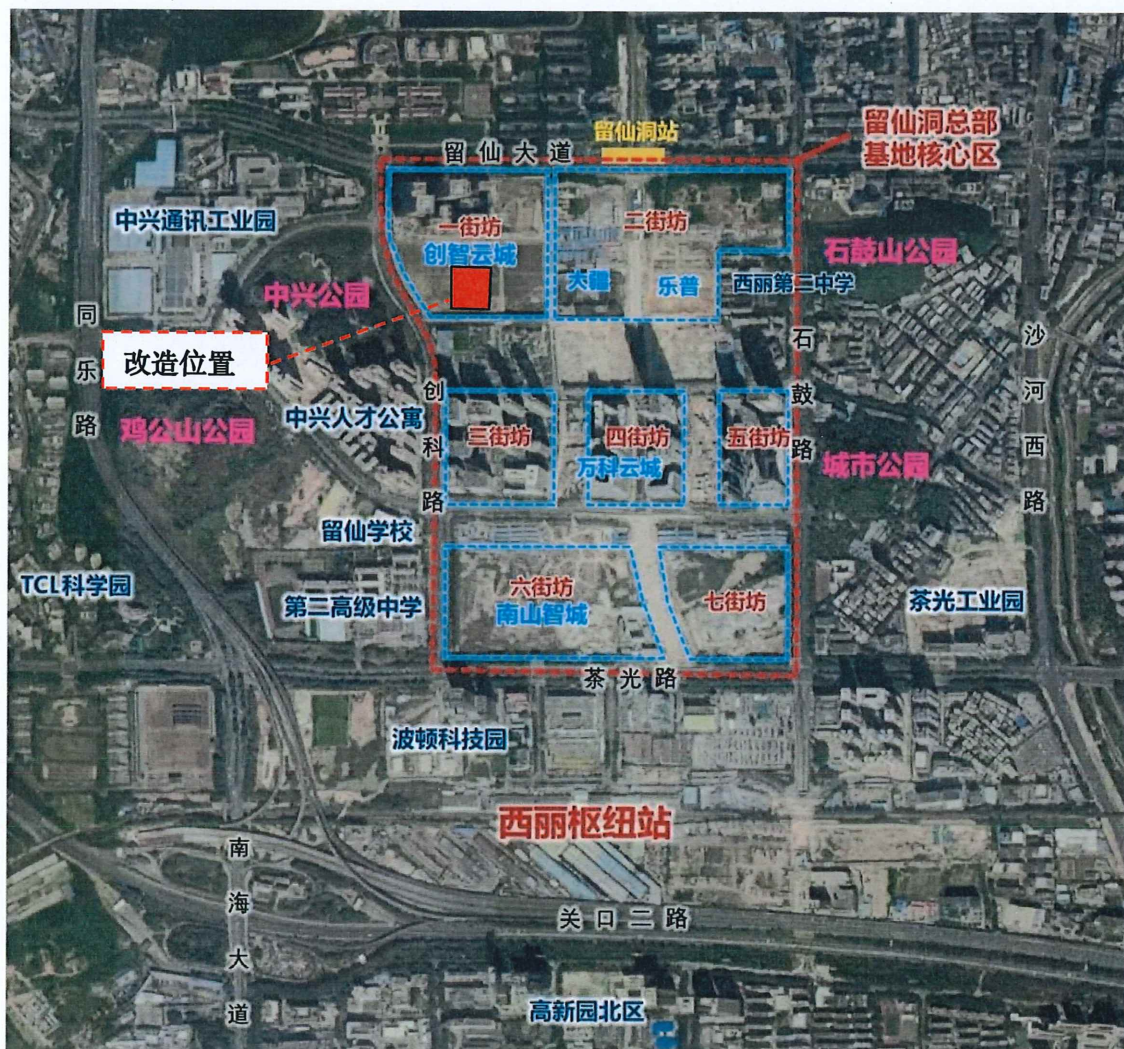 留仙洞站
留仙大道
留仙洞总部
基地核心区
中兴通讯工业园
一街坊
创智云城
二街坊
大疆
乐普
西丽第二中学
石鼓山公园
中兴公园
同乐路
改造位置
石鼓路
沙河西路
创科路
鸡公山公园
中兴人才公寓
三街坊
四街坊
万科云城
五街坊
城市公园
留仙学校
TCL科学园
第二高级中学
六街坊
南山智城
七街坊
茶光工业园
茶光路
波顿科技园
西丽枢纽站
南海大道
关口二路
高新园北区